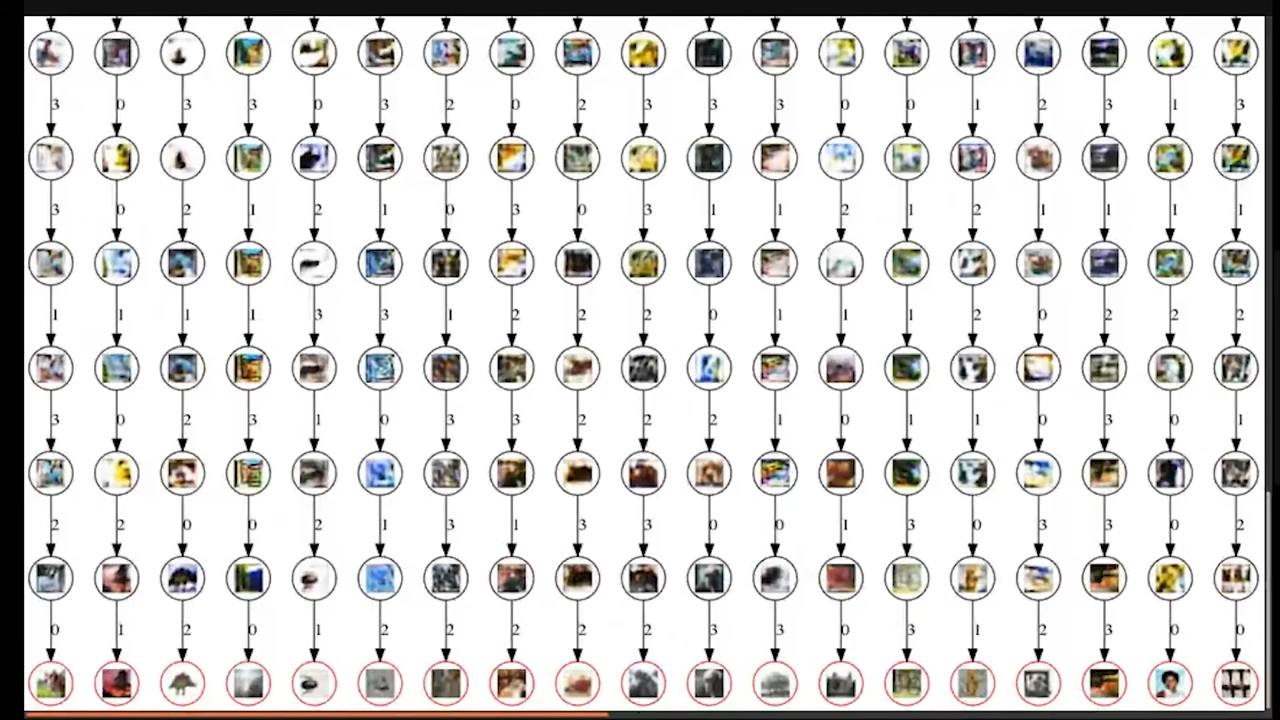 3 0 3 3 0 3 2 0 2 3 3 3 0 0 1 2 3 1 3
3 0 2 1 2 1 0 3 0 3 1 1 2 1 2 1 1 1 1
1 1 1 1 3 3 1 2 2 2 0 1 1 1 2 0 2 2 2
3 0 2 3 1 0 3 3 2 2 2 1 0 1 1 0 3 0 1
2 2 0 0 2 1 3 1 3 3 0 0 1 3 0 3 3 0 2
0 1 2 0 1 2 2 2 2 2 3 3 0 3 1 2 3 0 0